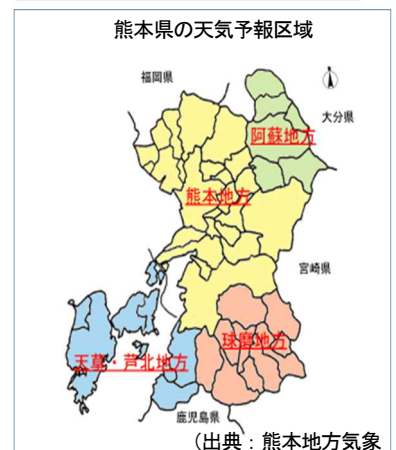 熊本県の天気予報区域
福岡県
大分県
阿蘇地方
熊本地方
宮崎県
球磨地方
天草・芦北地方
鹿児島県
(出典:熊本地方気象